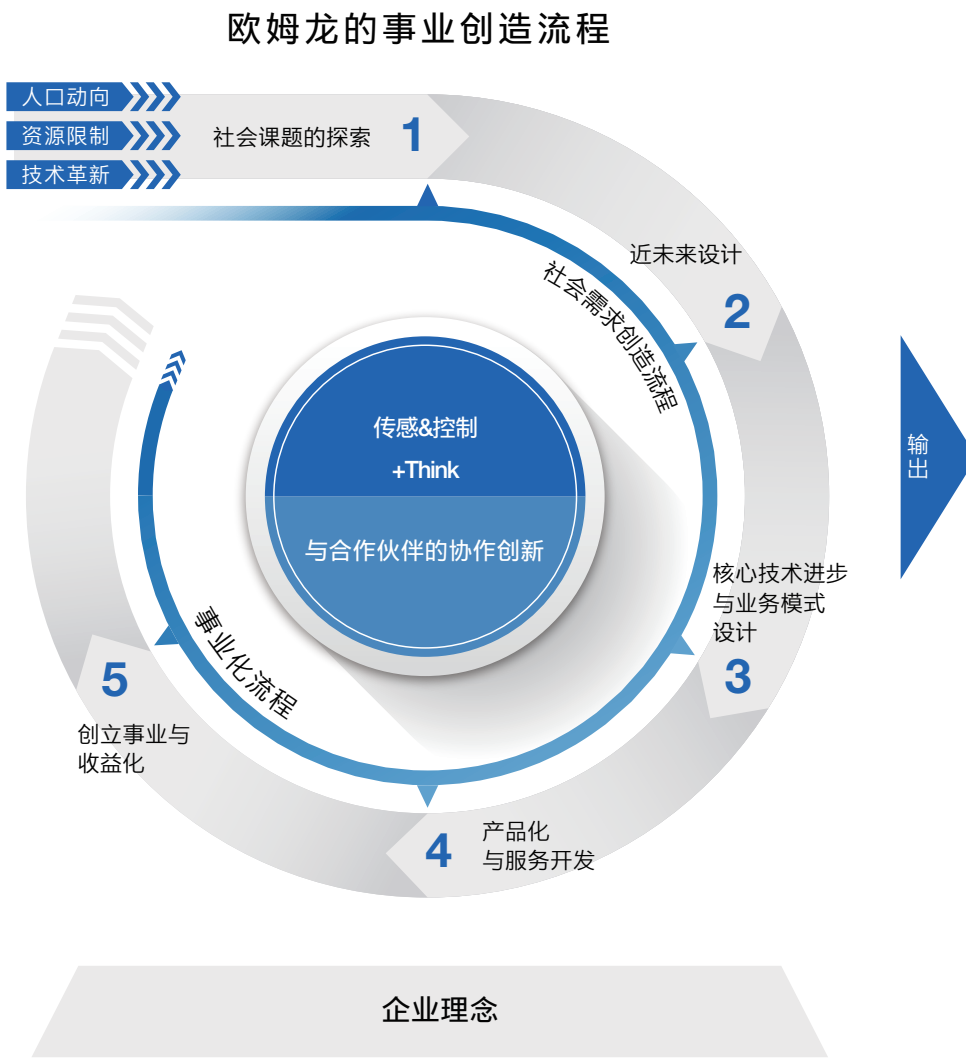 欧姆龙的事业创造流程
人口动向
资源限制
技术革新
社会课题的探索 1
近未来设计
2
社会需求创造流程
传感&控制
+Think
与合作伙伴的协作创新
输出
核心技术进步
与业务模式
设计
3
事业化流程
5
创立事业与
收益化
4
产品化
与服务开发
企业理念